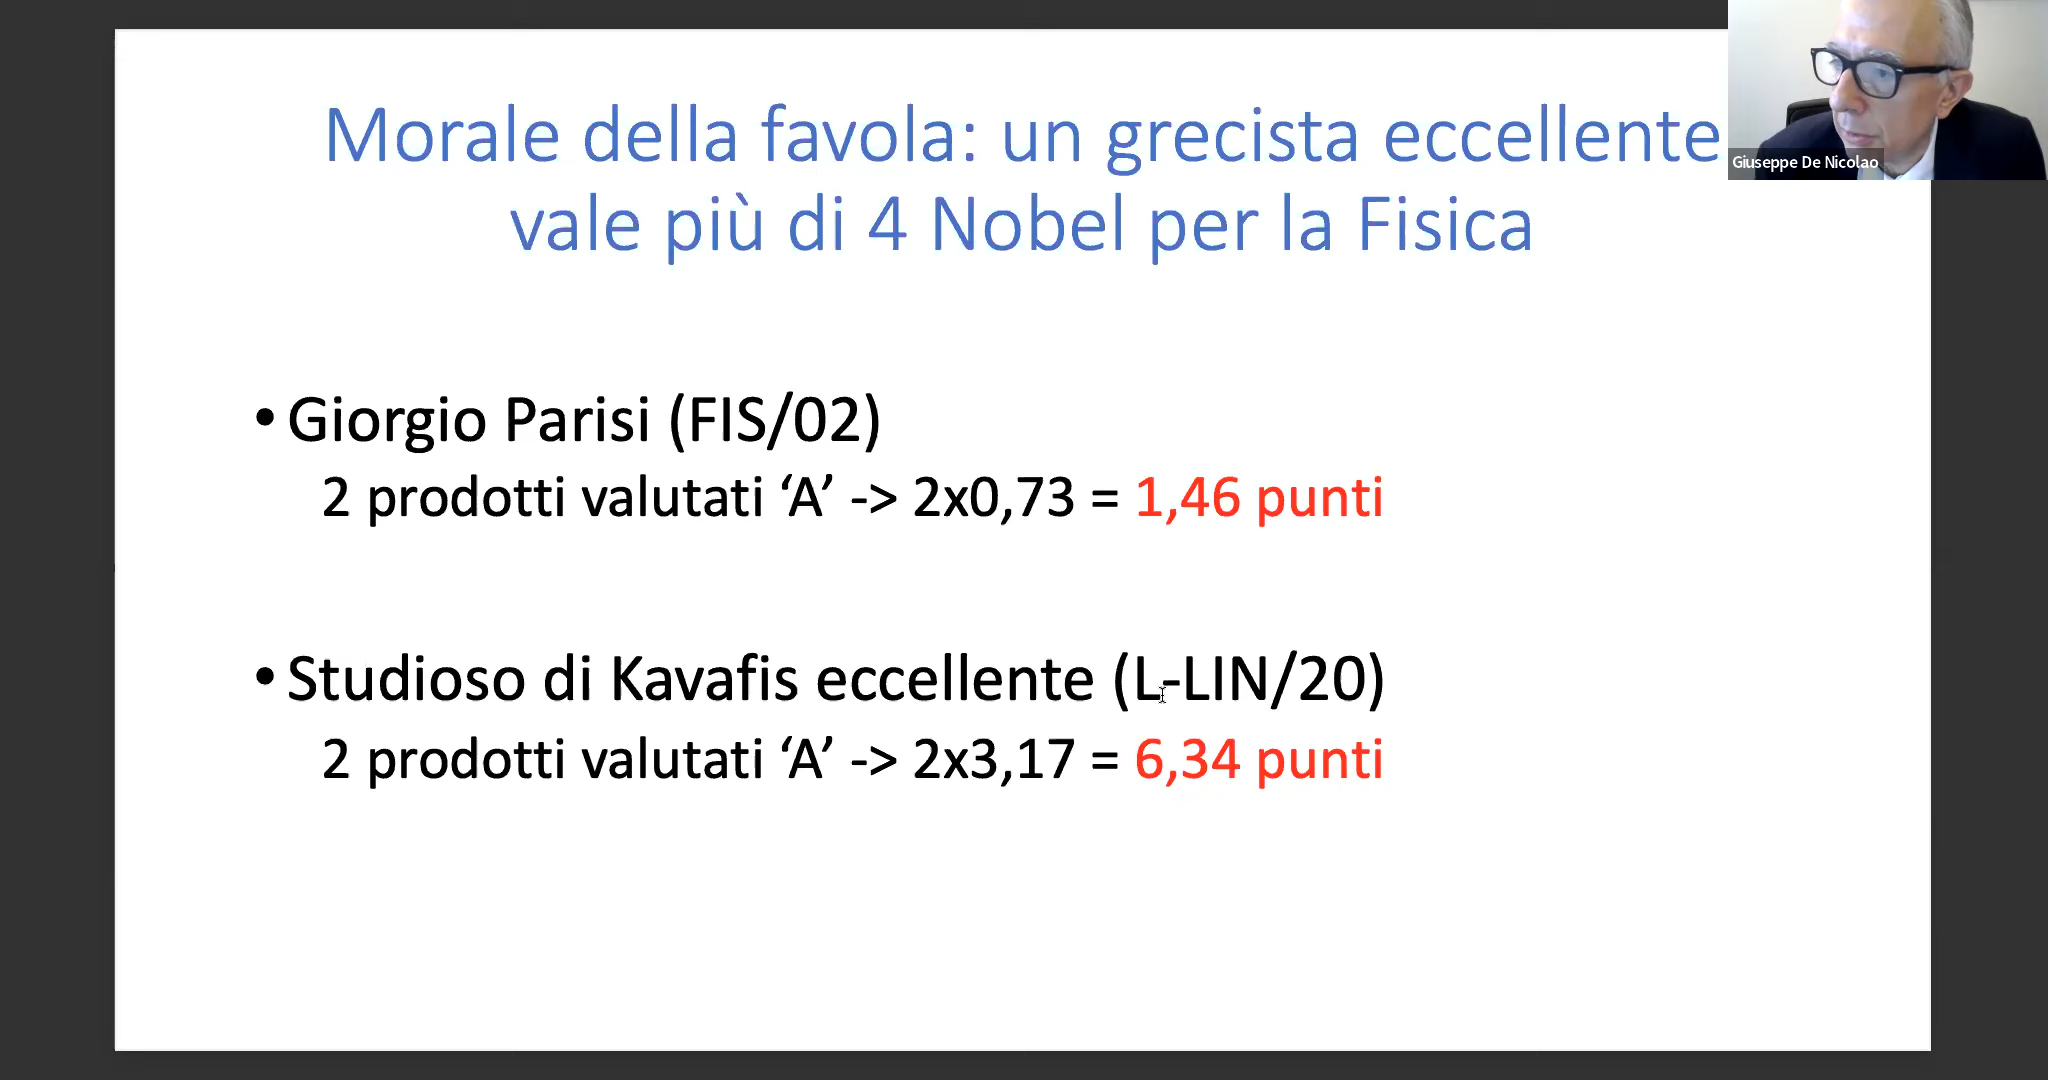 Morale della favola: un grecista eccellente
vale più di 4 Nobel per la Fisica
Giuseppe De Nicolao
• Giorgio Parisi (FIS/02)
2 prodotti valutati ‘A’ -> 2x0,73 = 1,46 punti
• Studioso di Kavafis eccellente (L-LIN/20)
2 prodotti valutati ‘A’ -> 2x3,17 = 6,34 punti